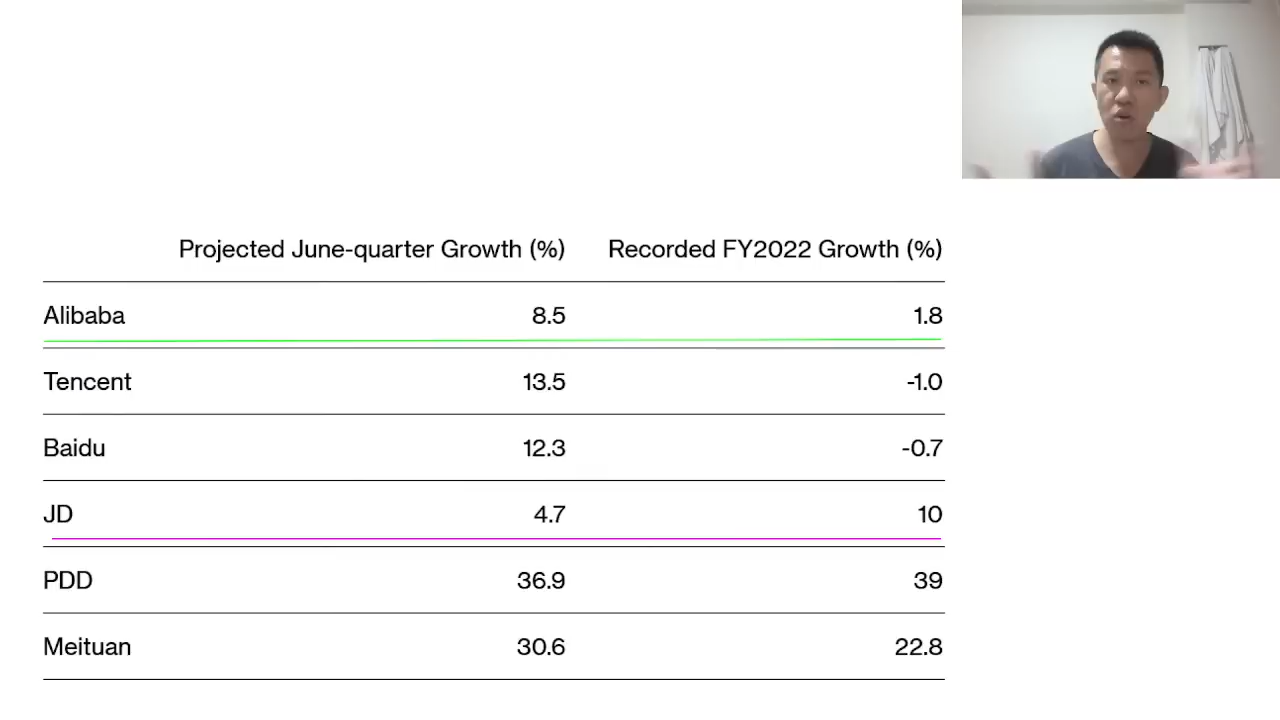 Projected June-quarter Growth (%) Recorded FY2022 Growth (%)
Alibaba 8.5 1.8
Tencent 13.5 -1.0
Baidu 12.3 -0.7
JD 4.7 10
PDD 36.9 39
Meituan 30.6 22.8